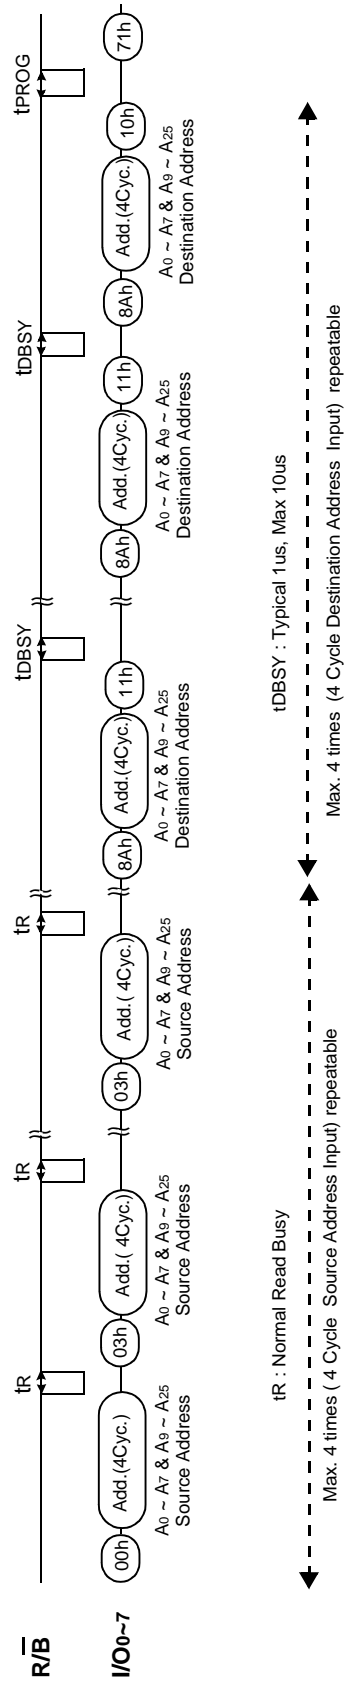 tR tR tR tDBSY tDBSY tPROG
R/B
I/O0~7 00h Add.(4Cyc.) 03h Add.( 4Cyc.) 03h Add.( 4Cyc.) 8Ah Add.(4Cyc.) 11h 8Ah Add.(4Cyc.) 11h 8Ah Add.(4Cyc.) 10h 71h
A0 ~ A7 & A9 ~ A25 A0 ~ A7 & A9 ~ A25 A0 ~ A7 & A9 ~ A25 A0 ~ A7 & A9 ~ A25 A0 ~ A7 & A9 ~ A25 A0 ~ A7 & A9 ~ A25
Source Address Source Address Source Address Destination Address Destination Address Destination Address
tR : Normal Read Busy tDBSY : Typical 1us, Max 10us
Max. 4 times ( 4 Cycle Source Address Input) repeatable Max. 4 times (4 Cycle Destination Address Input) repeatable